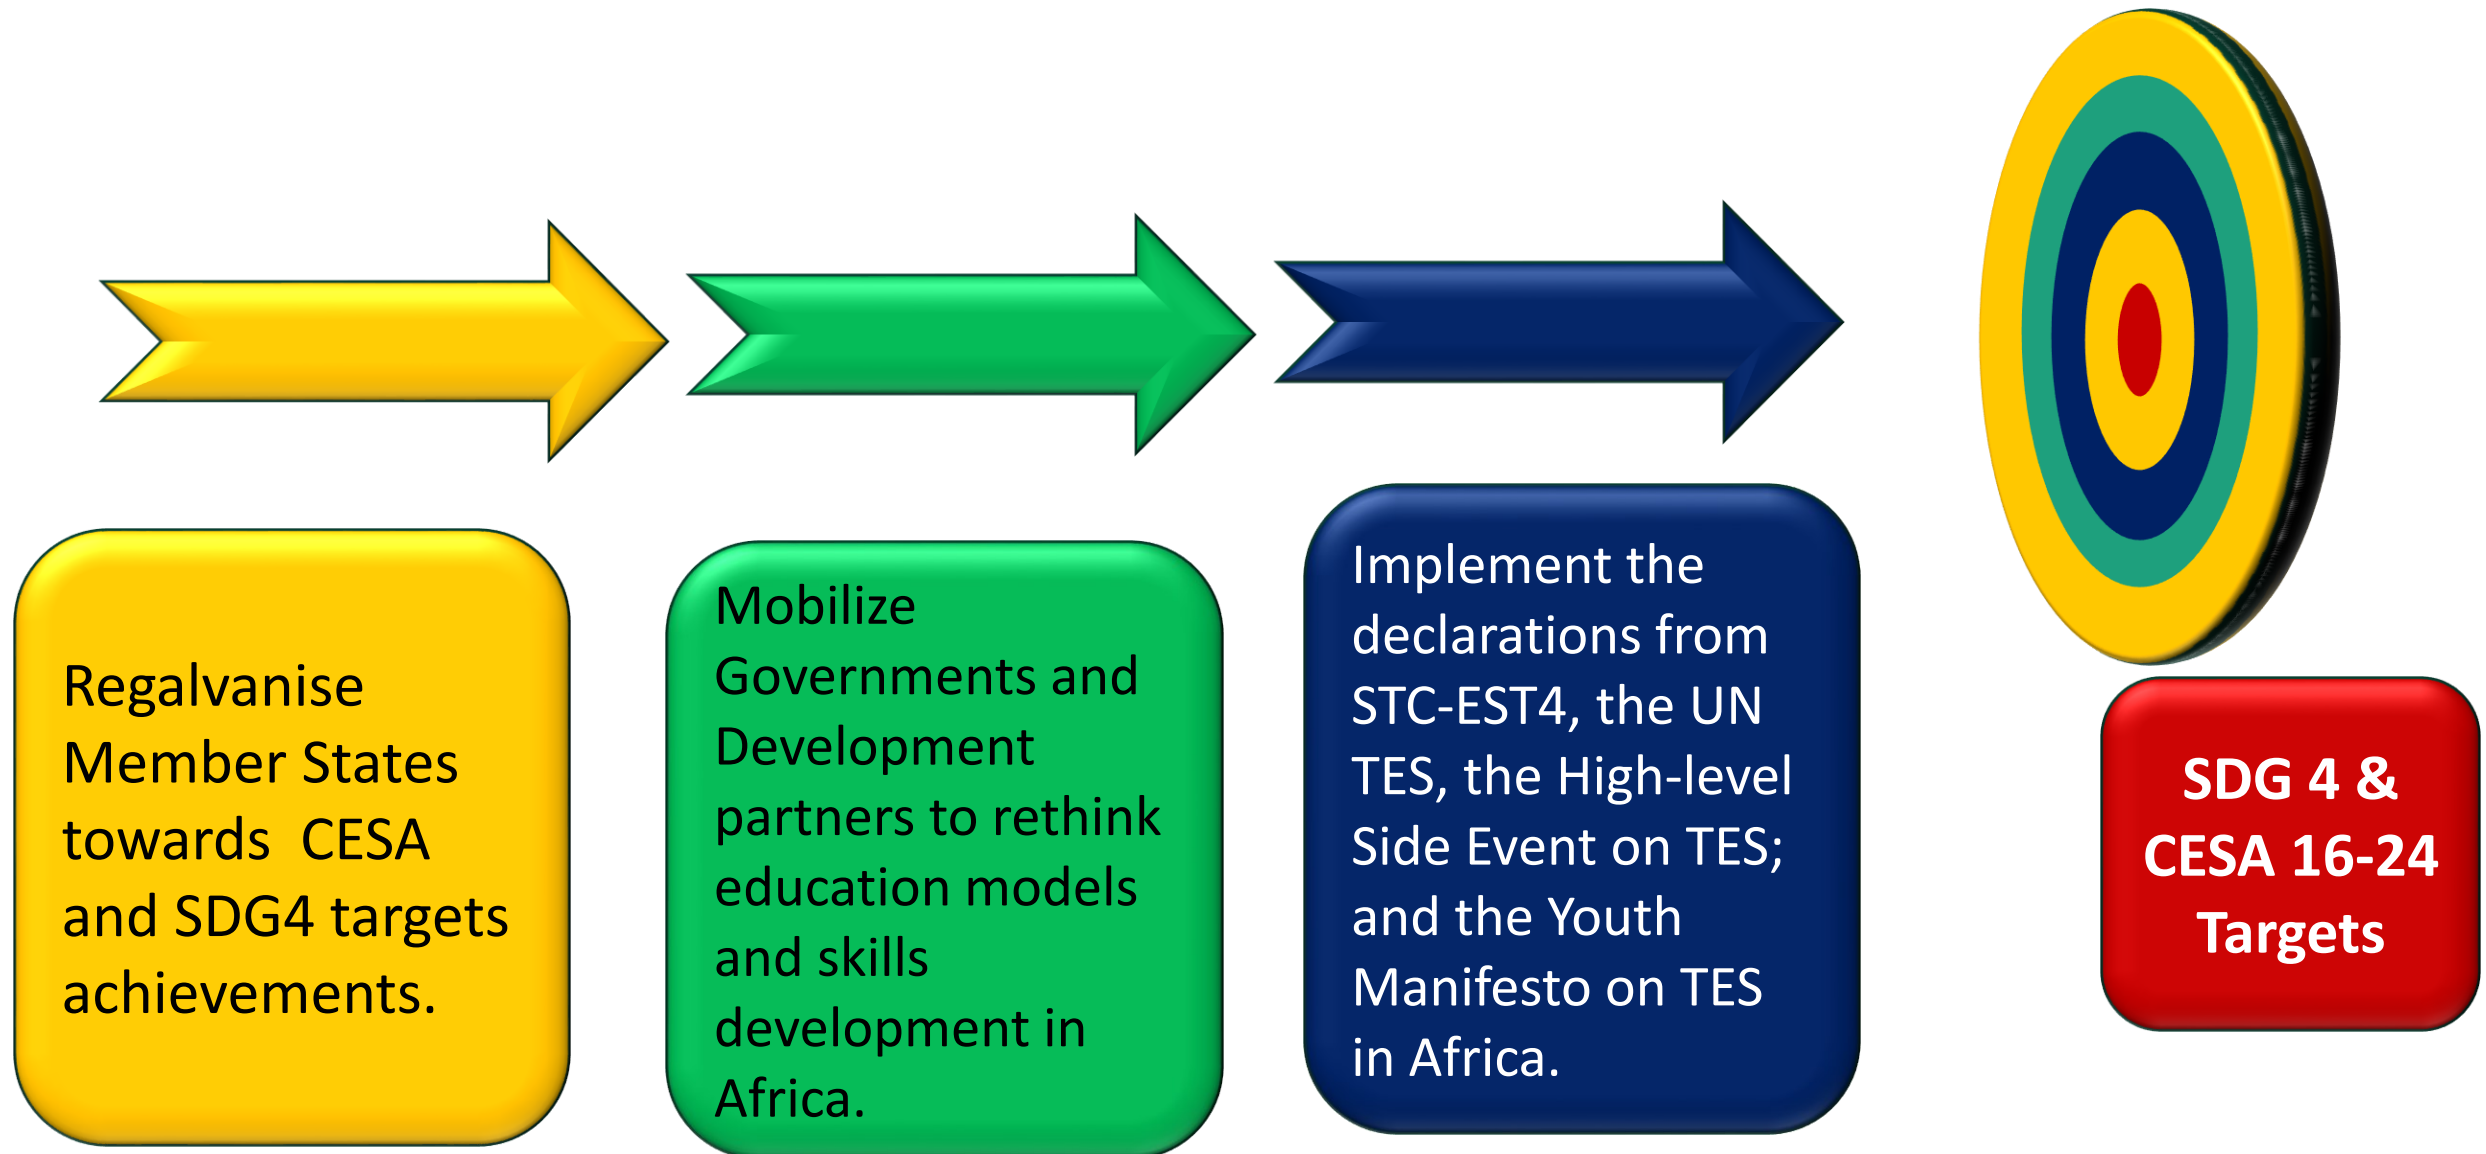 Regalvanise
Member States
towards  CESA
and SDG4 targets
achievements.
Mobilize
Governments and
Development
partners to rethink
education models
and skills
development in
Africa.
Implement the
declarations from
STC-EST4, the UN
TES, the High-level
Side Event on TES;
and the Youth
Manifesto on TES
in Africa.
SDG 4 &
CESA 16-24
Targets